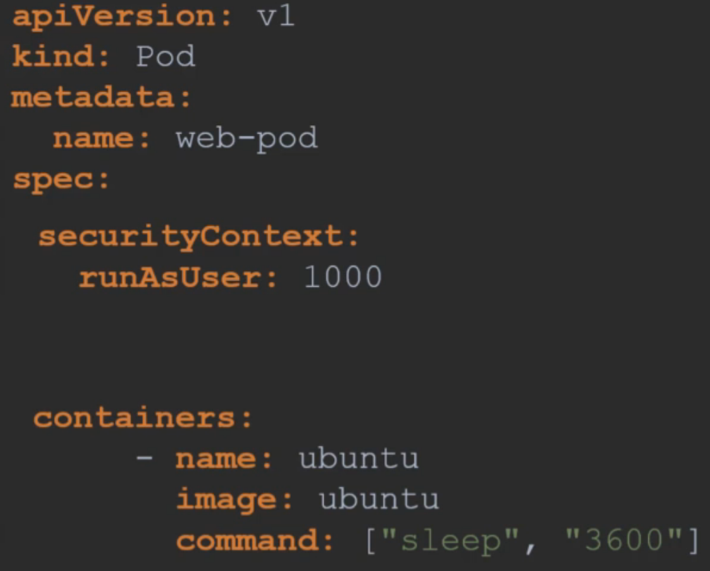 apiVersion: v1
kind: Pod
metadata:
  name: web-pod
spec:
  securityContext:
    runAsUser: 1000
  containers:
      - name: ubuntu
        image: ubuntu
        command: ["sleep", "3600"]